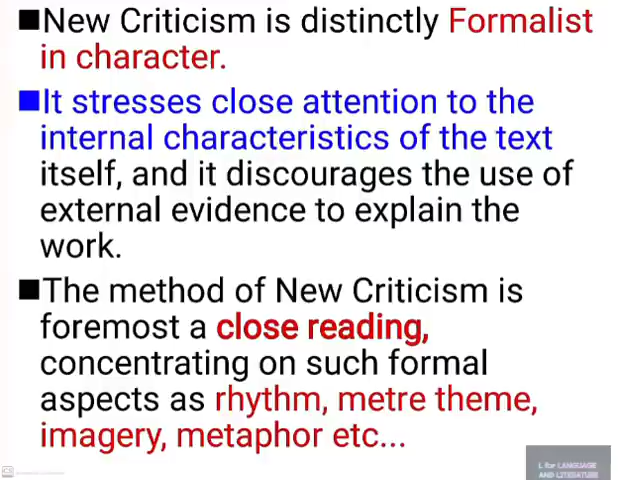 ■New Criticism is distinctly Formalist
in character.
■It stresses close attention to the
internal characteristics of the text
itself, and it discourages the use of
external evidence to explain the
work.
■The method of New Criticism is
foremost a close reading,
concentrating on such formal
aspects as rhythm, metre theme,
imagery, metaphor etc...
L for LANGUAGE
AND LITERATURE